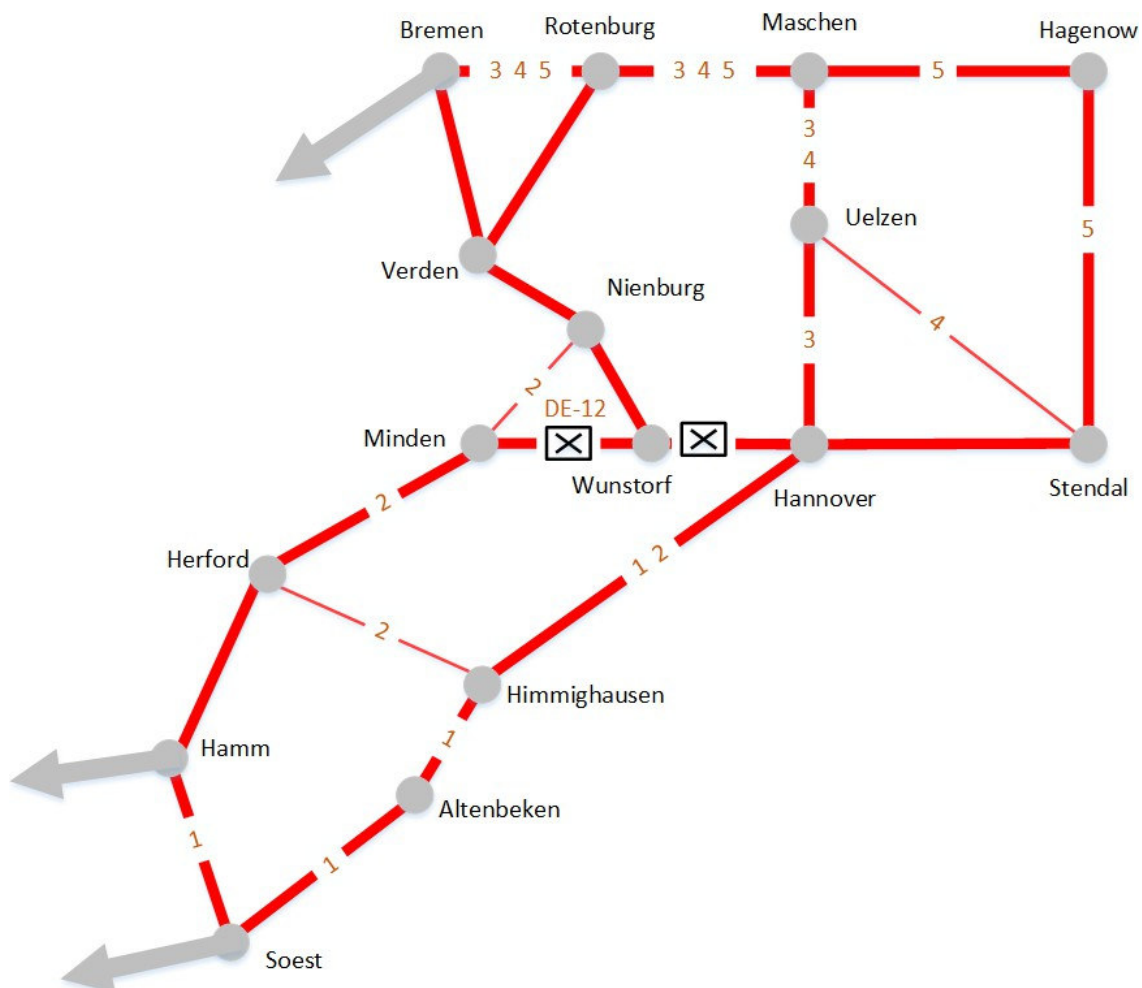 Bremen
Rotenburg
Maschen
Hagenow
3 4 5
3 4 5
5
3
4
Uelzen
5
Verden
Nienburg
4
3
2
DE-12
Minden
Wunstorf
Hannover
Stendal
2
Herford
1 2
2
Himmighausen
1
Hamm
Altenbeken
1
1
Soest